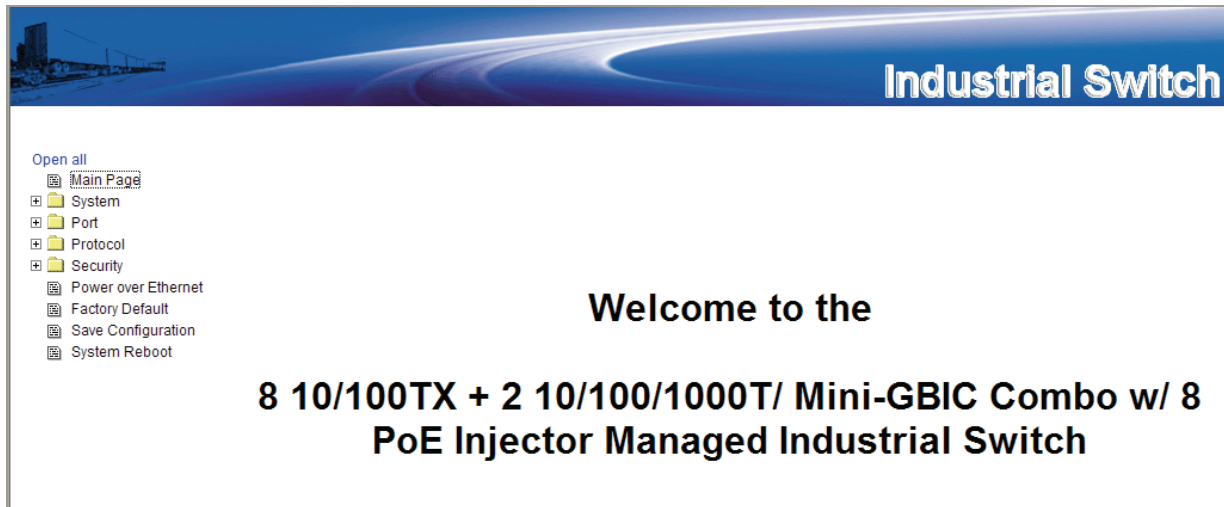 Industrial Switch
Open all
Main Page
System
Port
Protocol
Security
Power over Ethernet
Factory Default
Save Configuration
System Reboot
Welcome to the
8 10/100TX + 2 10/100/1000T/ Mini-GBIC Combo w/ 8
PoE Injector Managed Industrial Switch